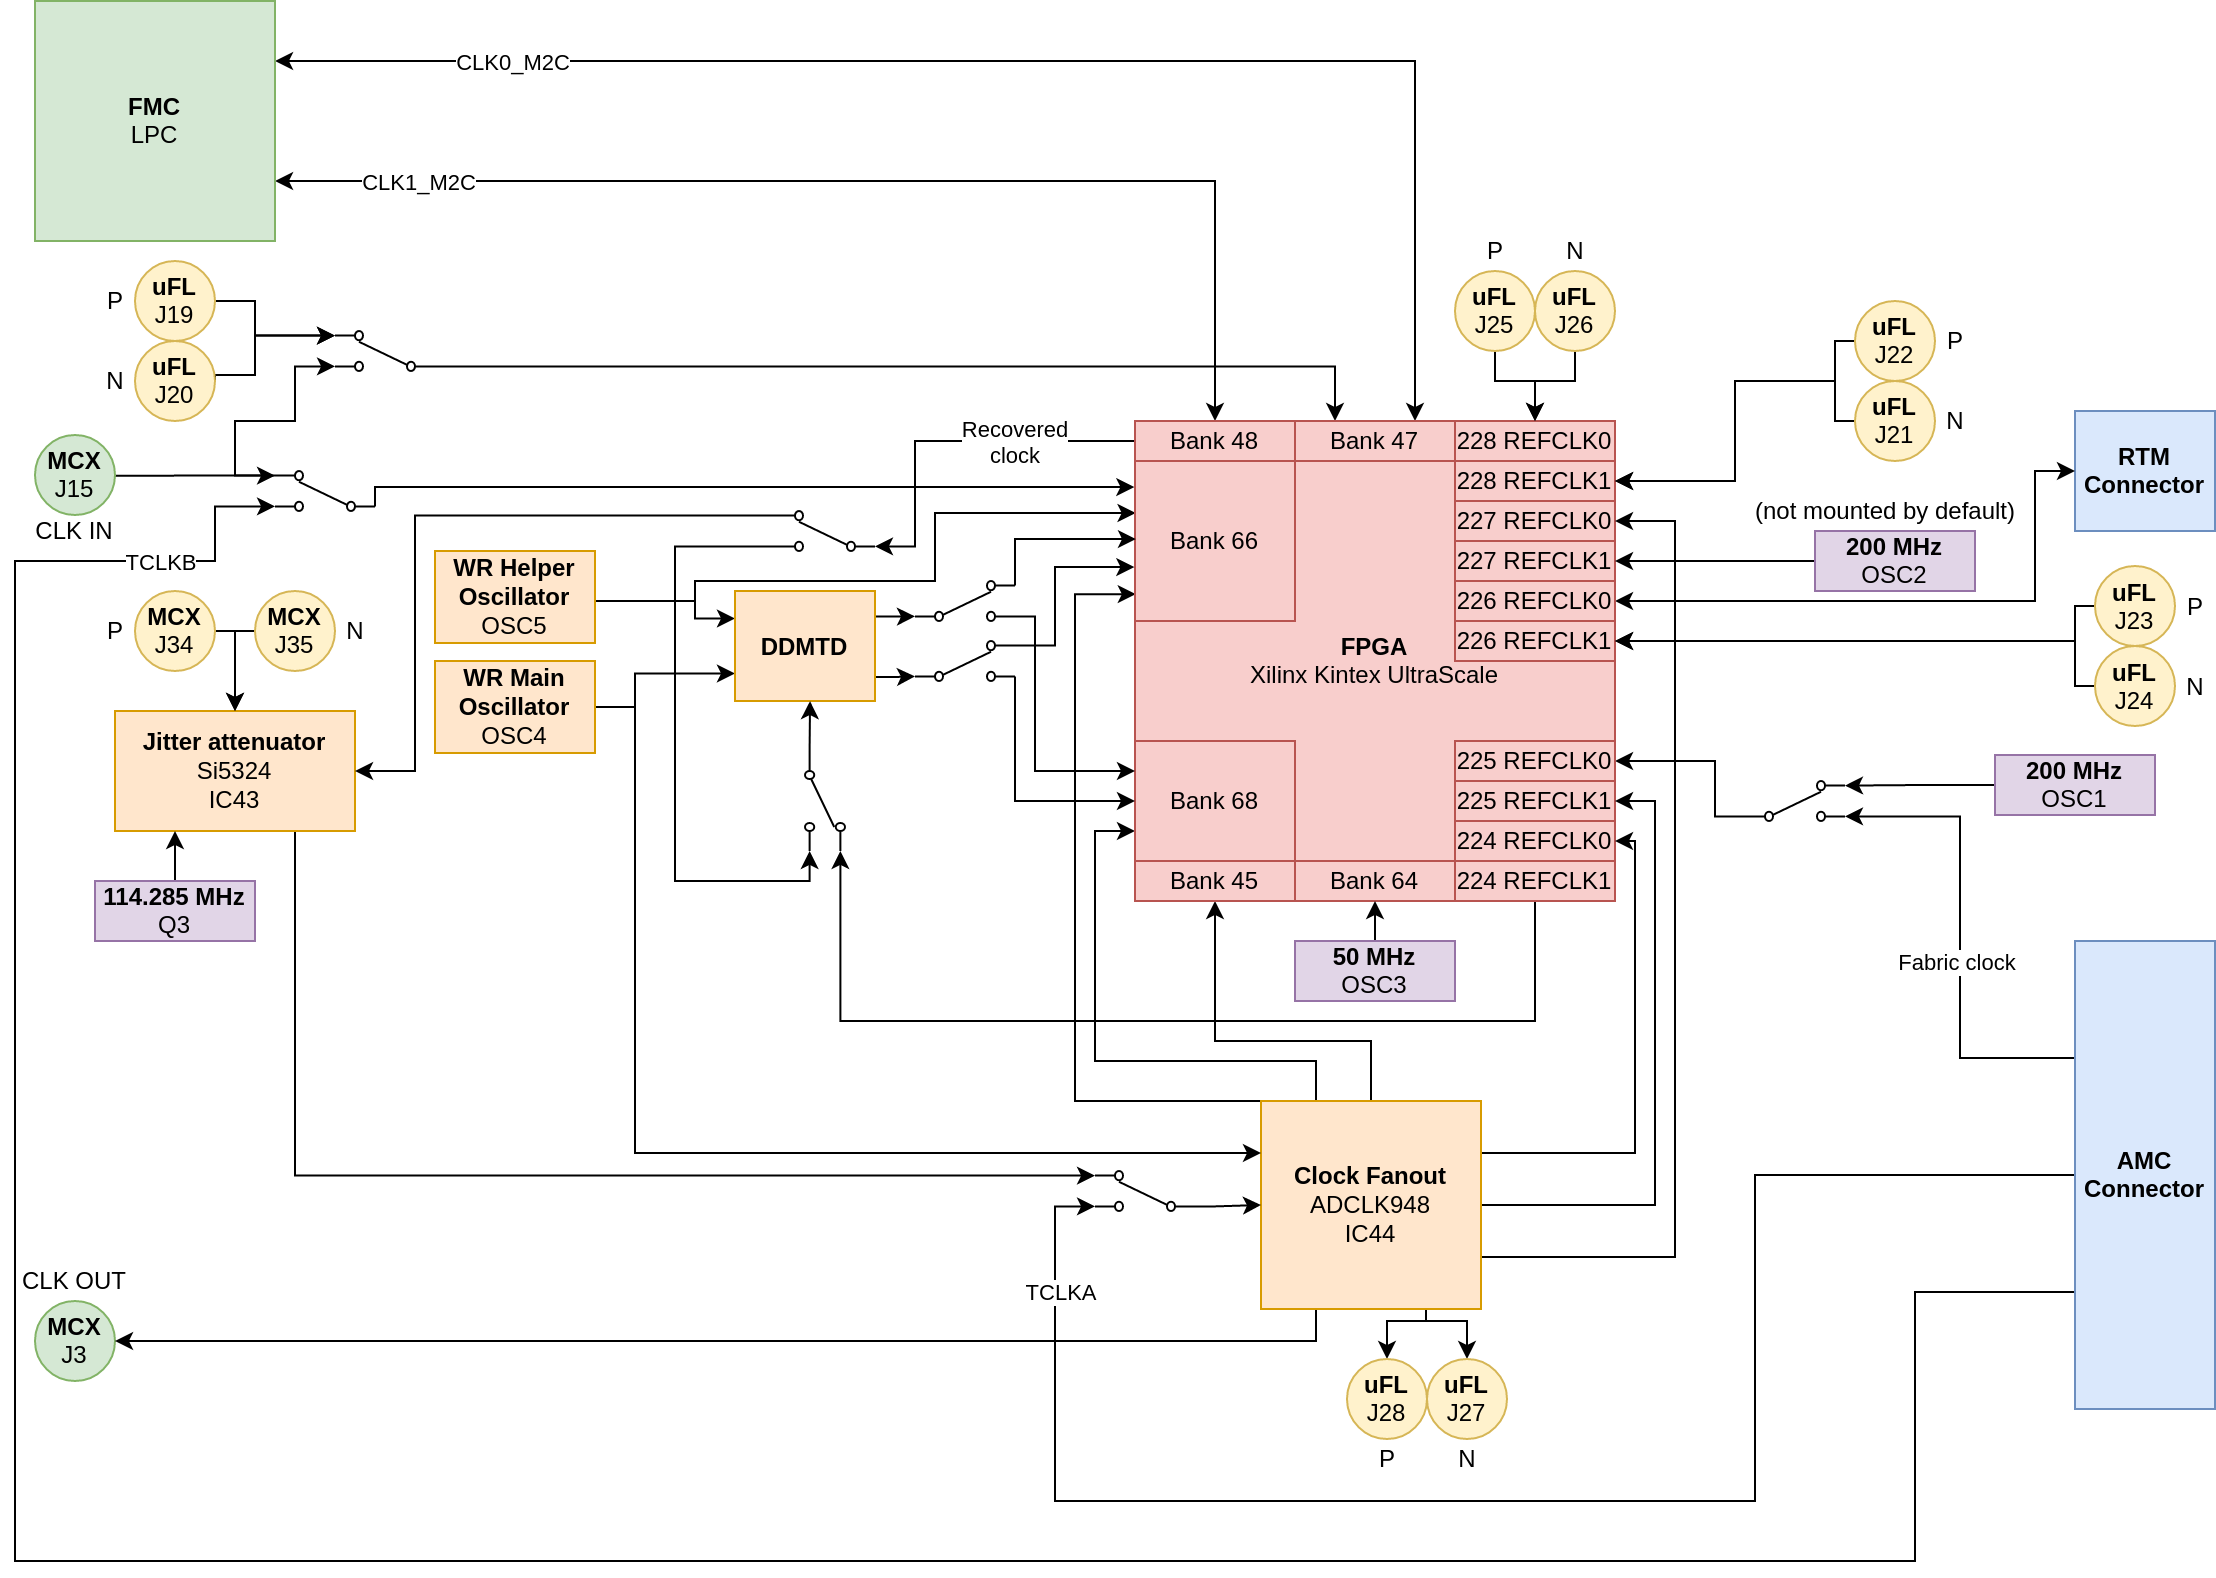 FMC
LPC
CLK0_M2C
CLK1_M2C
P
uFL
J19
N
uFL
J20
MCX
J15
CLK IN
TCLKB
P
MCX
J34
MCX
J35
N
Jitter attenuator
Si5324
IC43
114.285 MHz
Q3
CLK OUT
MCX
J3
WR Helper
Oscillator
OSC5
WR Main
Oscillator
OSC4
DDMTD
Recovered
clock
Bank 48
Bank 47
Bank 66
Bank 68
Bank 45
Bank 64
FPGA
Xilinx Kintex UltraScale
228 REFCLK0
228 REFCLK1
227 REFCLK0
227 REFCLK1
226 REFCLK0
226 REFCLK1
225 REFCLK0
225 REFCLK1
224 REFCLK0
224 REFCLK1
P
N
uFL
J25
uFL
J26
uFL
J22
P
uFL
J21
N
(not mounted by default)
200 MHz
OSC2
RTM
Connector
uFL
J23
P
uFL
J24
N
200 MHz
OSC1
Fabric clock
AMC
Connector
50 MHz
OSC3
Clock Fanout
ADCLK948
IC44
TCLKA
uFL
J28
uFL
J27
P
N